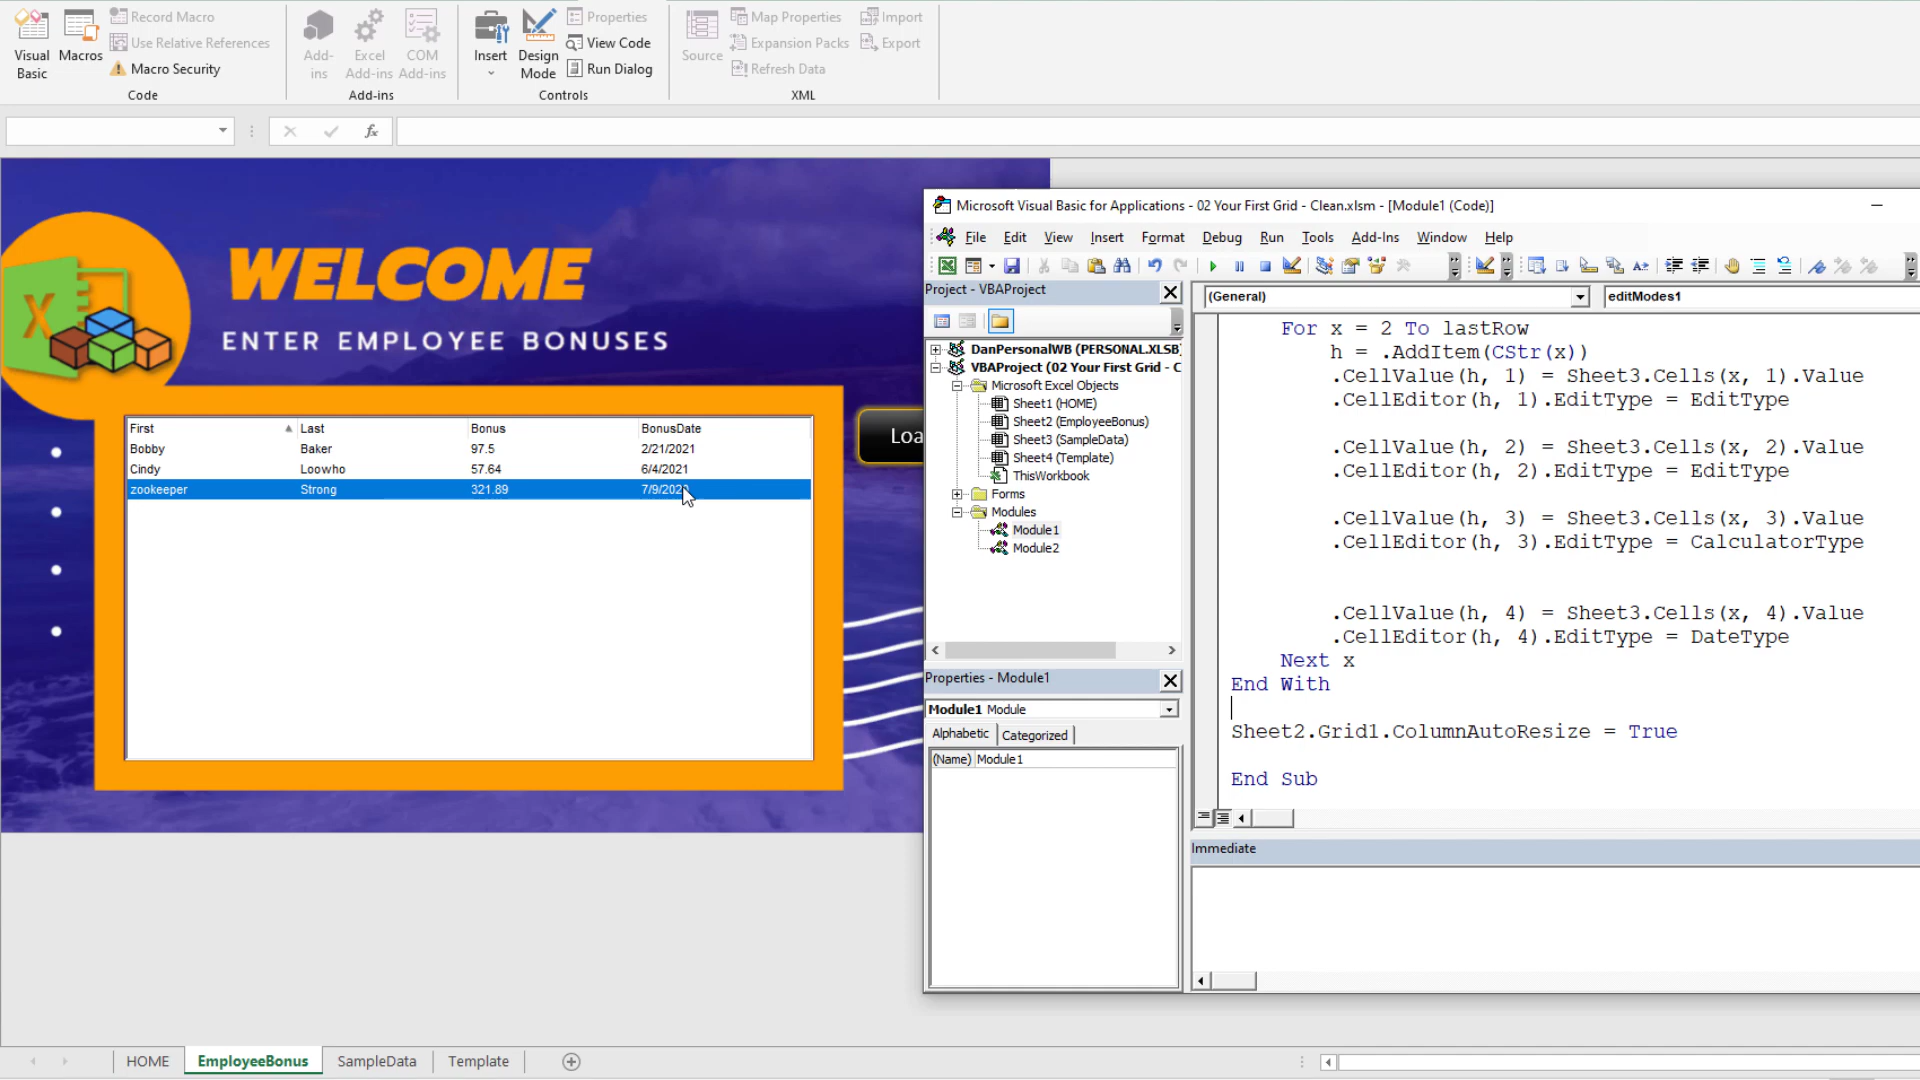 Record Macro
Use Relative References
Macro Security
Visual Basic
Macros
Code
Add-ins
Excel Add-ins
COM Add-ins
Add-ins
Insert
Design Mode
Properties
View Code
Run Dialog
Controls
Source
Map Properties
Expansion Packs
Refresh Data
Import
Export
XML
fx
WELCOME
ENTER EMPLOYEE BONUSES
First Last Bonus BonusDate
Bobby Baker 97.5 2/21/2021
Cindy Loowho 57.64 6/4/2021
zookeeper Strong 321.89
Loa
Microsoft Visual Basic for Applications - 02 Your First Grid - Clean.xlsm - [Module1 (Code)]
File Edit View Insert Format Debug Run Tools Add-Ins Window Help
Project - VBAProject
DanPersonalWB (PERSONAL.XLSB)
VBAProject (02 Your First Grid - C
Microsoft Excel Objects
Sheet1 (HOME)
Sheet2 (EmployeeBonus)
Sheet3 (SampleData)
Sheet4 (Template)
ThisWorkbook
Forms
Modules
Module1
Module2
Properties - Module1
Module1 Module
Alphabetic Categorized
(Name) Module1
(General) editModes1
For x = 2 To lastRow
h = .AddItem(CStr(x))
.CellValue(h, 1) = Sheet3.Cells(x, 1).Value
.CellEditor(h, 1).EditType = EditType
.CellValue(h, 2) = Sheet3.Cells(x, 2).Value
.CellEditor(h, 2).EditType = EditType
.CellValue(h, 3) = Sheet3.Cells(x, 3).Value
.CellEditor(h, 3).EditType = CalculatorType
.CellValue(h, 4) = Sheet3.Cells(x, 4).Value
.CellEditor(h, 4).EditType = DateType
Next x
End With
Sheet2.Grid1.ColumnAutoResize = True
End Sub
Immediate
HOME EmployeeBonus SampleData Template